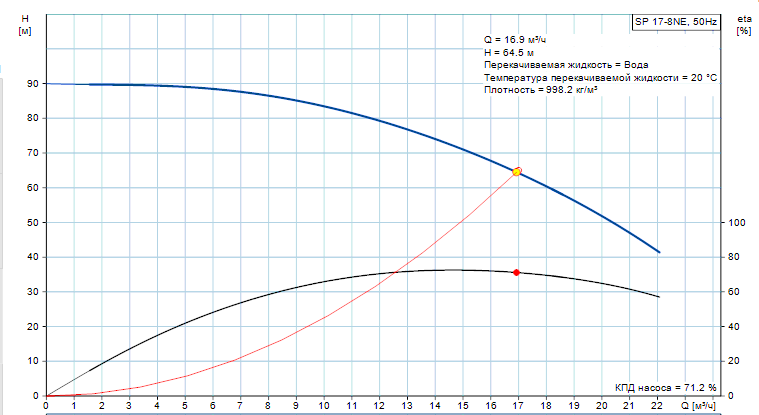 H
[м]
SP 17-8NE, 50Hz
eta
[%]
Q = 16.9 м³/ч
H = 64.5 м
Перекачиваемая жидкость = Вода
Температура перекачиваемой жидкости = 20 °C
Плотность = 998.2 кг/м³
90
80
70
60
50
40
30
20
10
0
100
80
60
40
20
0
КПД насоса = 71.2 %
0 1 2 3 4 5 6 7 8 9 10 11 12 13 14 15 16 17 18 19 20 21 22 Q [м³/ч]